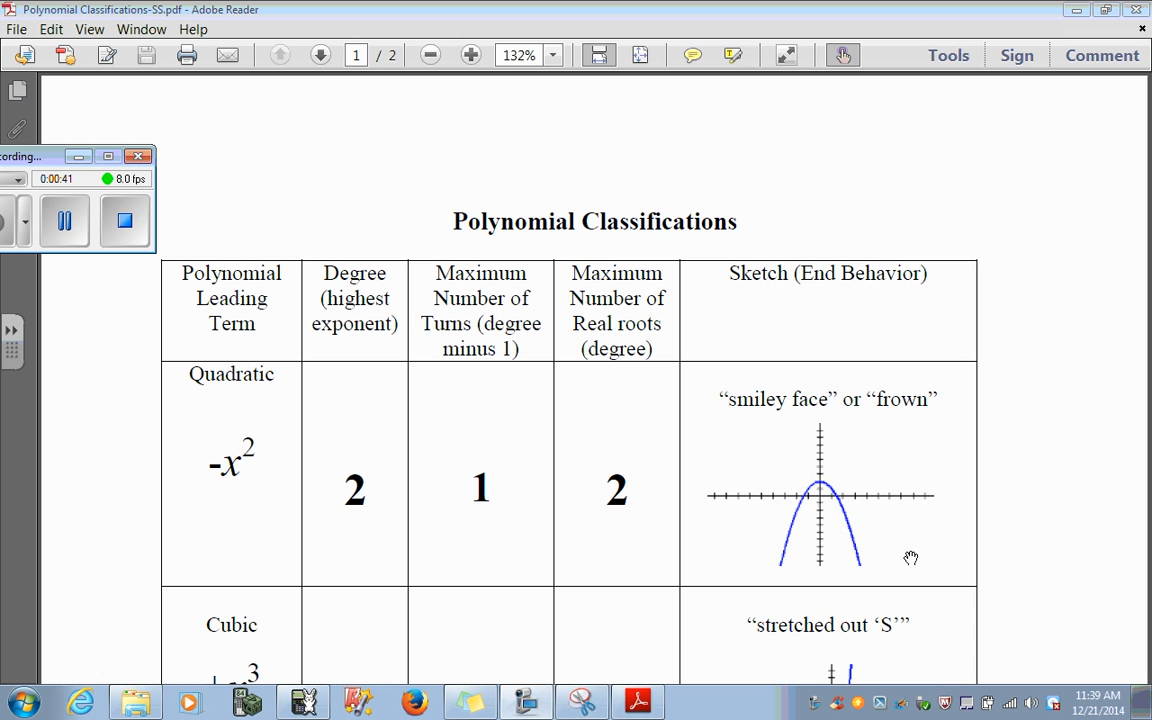 Polynomial Classifications-SS.pdf - Adobe Reader
File Edit View Window Help
1 / 2 132% Tools Sign Comment
cording...
0:00:41 8.0 fps
Polynomial Classifications
Polynomial
Leading
Term
Degree
(highest
exponent)
Maximum
Number of
Turns (degree
minus 1)
Maximum
Number of
Real roots
(degree)
Sketch (End Behavior)
Quadratic
-x²
2
1
2
“smiley face” or “frown”
Cubic
“stretched out ‘S’”
11:39 AM
12/21/2014